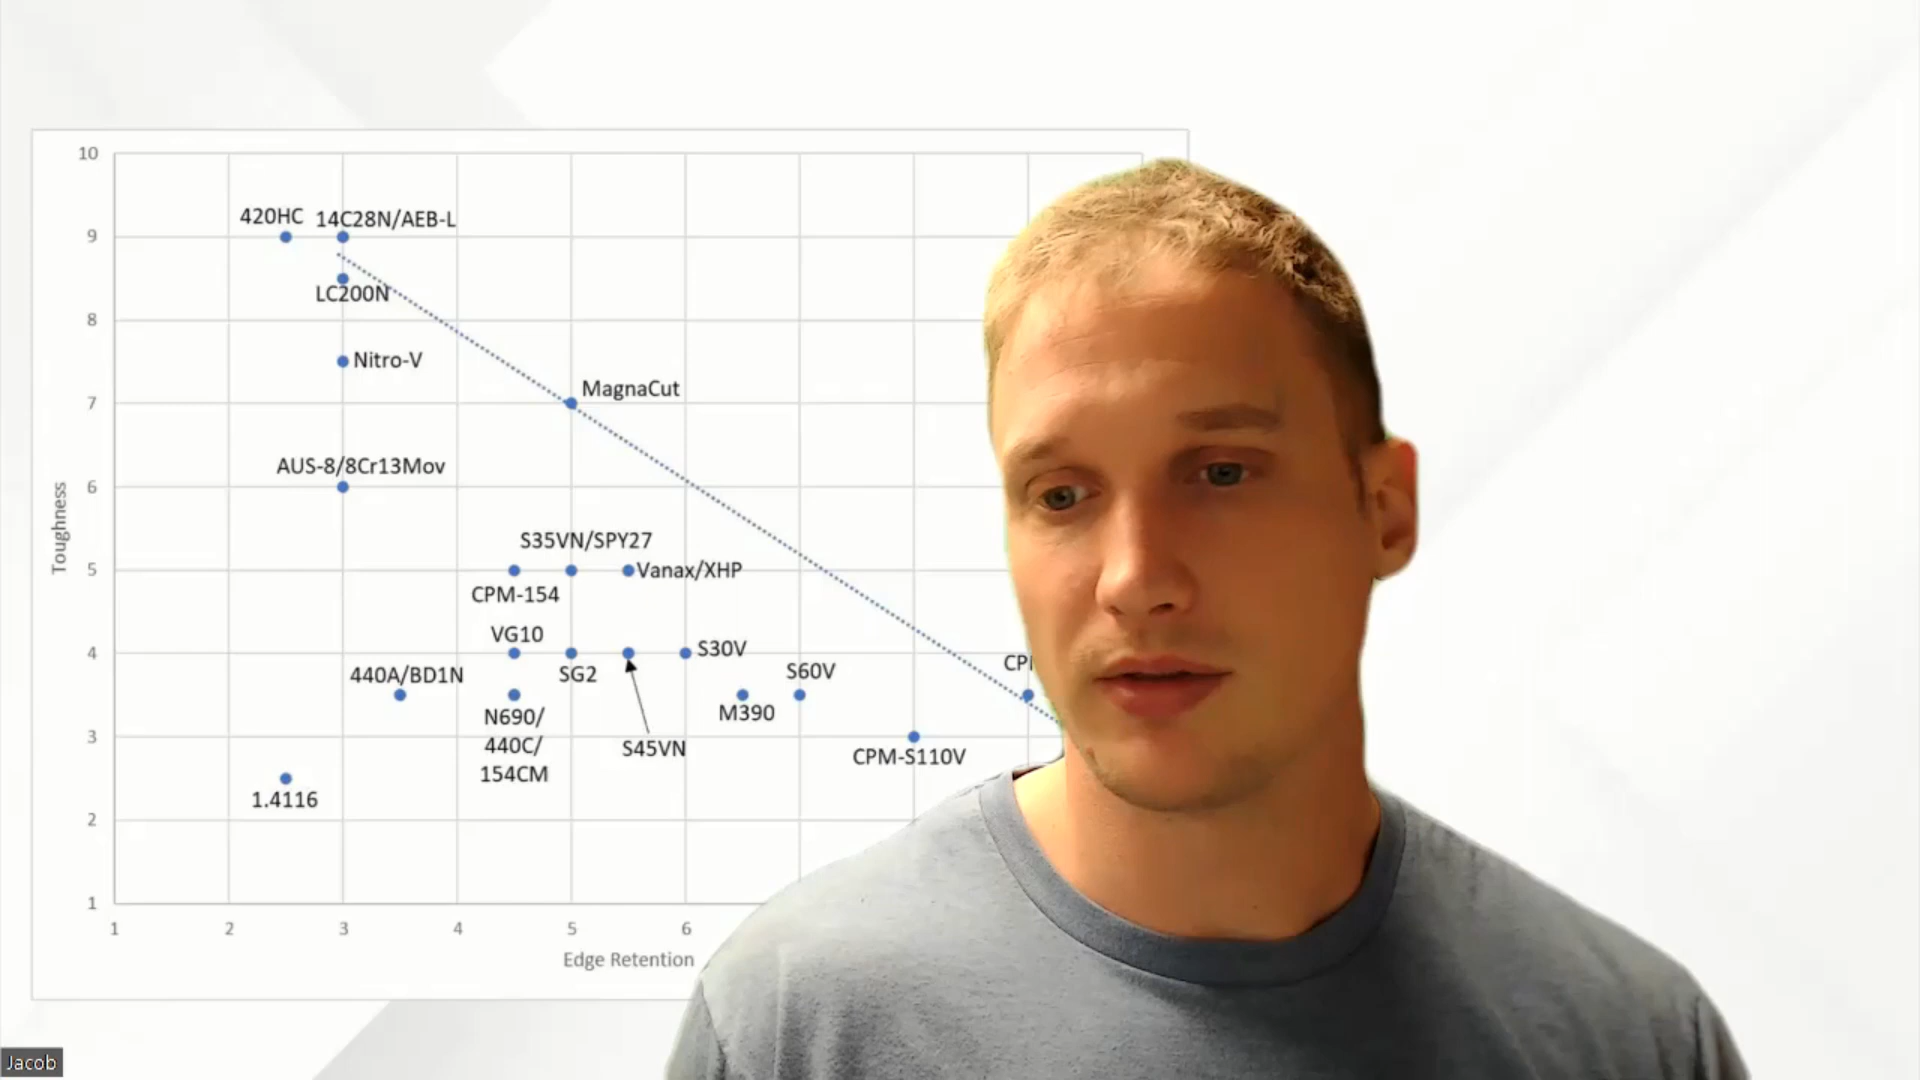 10
420HC 14C28N/AEB-L
9
LC200N
8
Nitro-V
MagnaCut
7
AUS-8/8Cr13Mov
6
Toughness
S35VN/SPY27
5
Vanax/XHP
CPM-154
VG10
4
S30V
CPI
440A/BD1N
SG2
S60V
N690/
440C/
154CM
M390
3
S45VN
CPM-S110V
1.4116
2
1
1 2 3 4 5 6
Edge Retention
Jacob